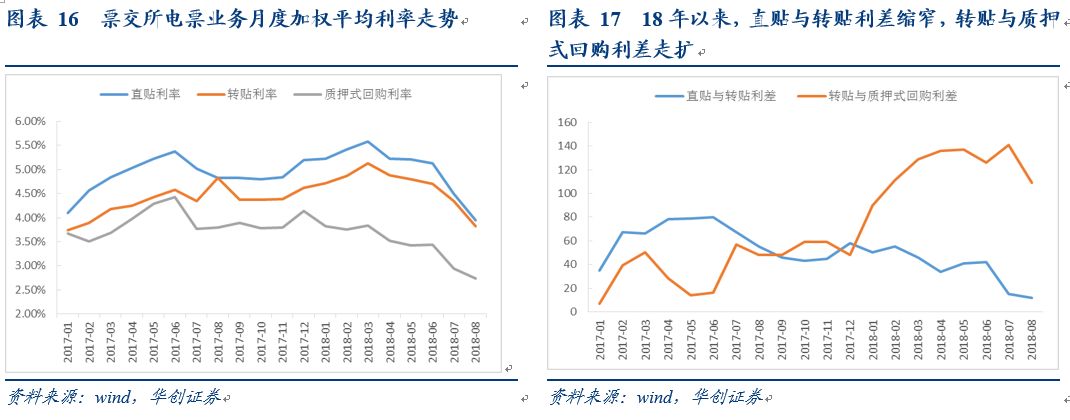 图表 16 票交所电票业务月度加权平均利率走势
直贴利率 转贴利率 质押式回购利率
6.00%
5.50%
5.00%
4.50%
4.00%
3.50%
3.00%
2.50%
2.00%
2017-01 2017-02 2017-03 2017-04 2017-05 2017-06 2017-07 2017-08 2017-09 2017-10 2017-11 2017-12 2018-01 2018-02 2018-03 2018-04 2018-05 2018-06 2018-07 2018-08
资料来源：wind，华创证券
图表 17 18 年以来，直贴与转贴利差缩窄，转贴与质押
式回购利差走扩
直贴与转贴利差 转贴与质押式回购利差
160
140
120
100
80
60
40
20
0
2017-01 2017-02 2017-03 2017-04 2017-05 2017-06 2017-07 2017-08 2017-09 2017-10 2017-11 2017-12 2018-01 2018-02 2018-03 2018-04 2018-05 2018-06 2018-07 2018-08
资料来源：wind，华创证券